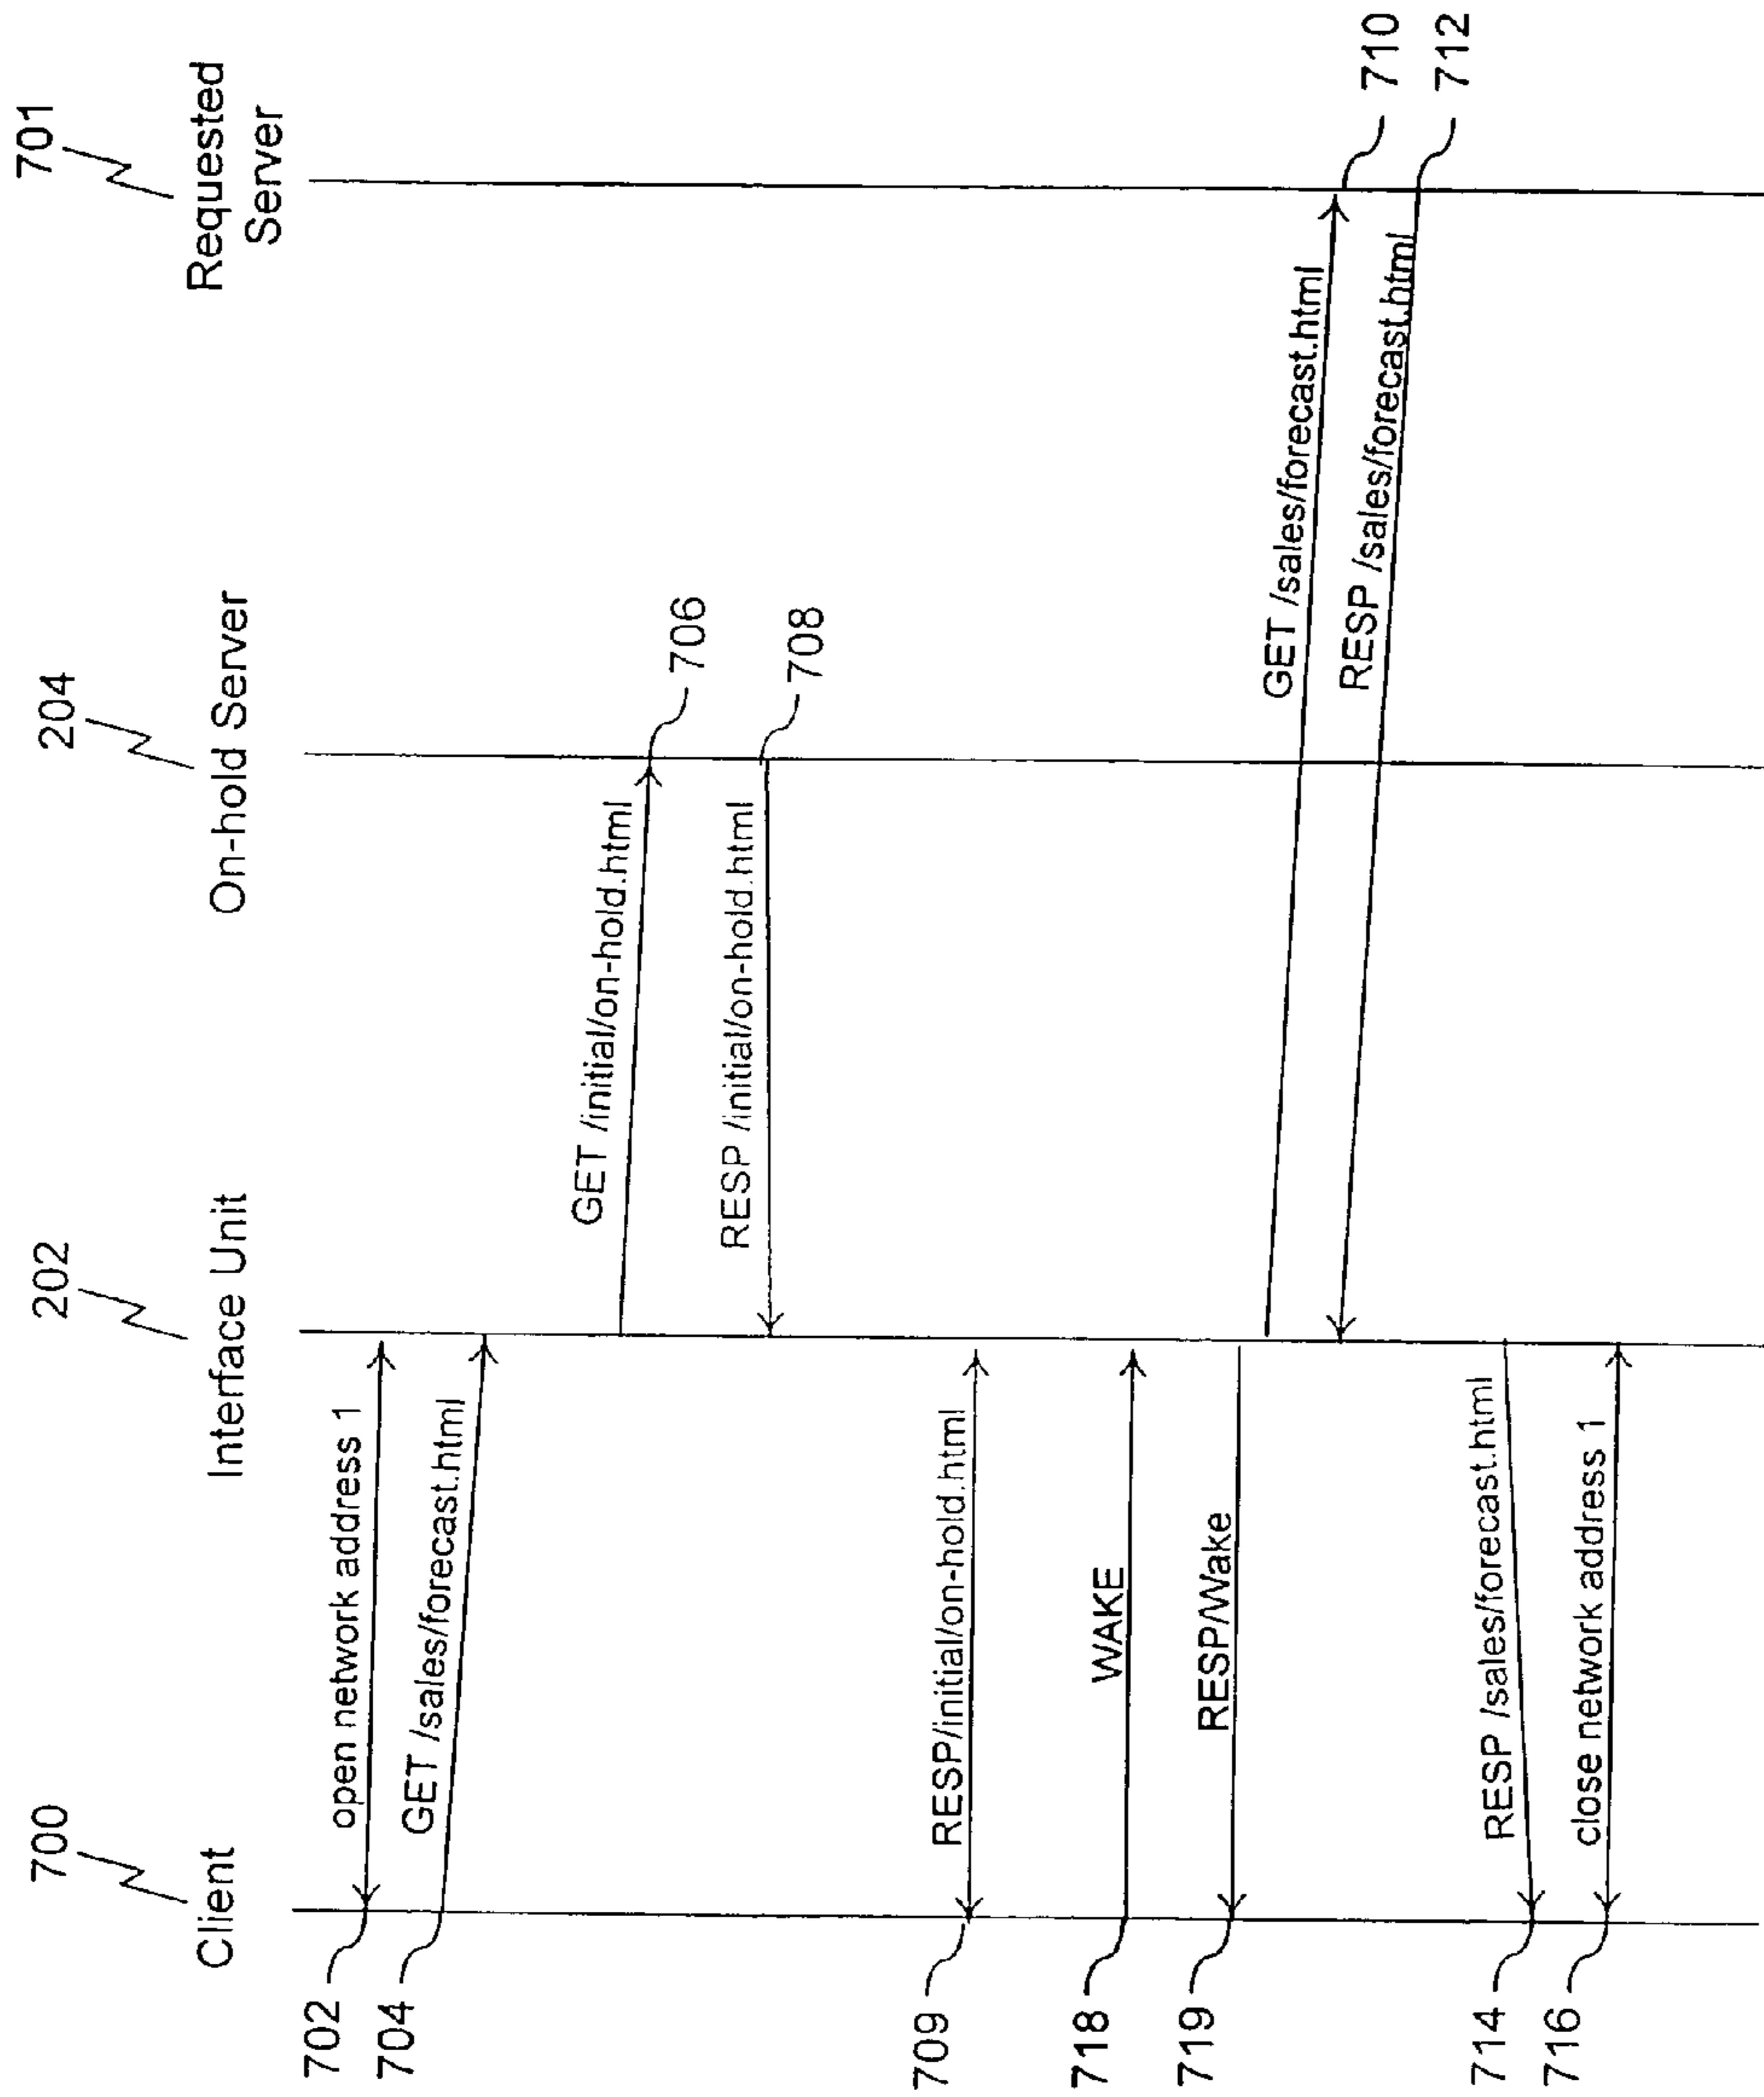 700
Client
202
Interface Unit
204
On-hold Server
701
Requested
Server
702
open network address 1
704
GET /sales/forecast.html
GET /initial/on-hold.html
706
RESP /initial/on-hold.html
708
709
RESP/initial/on-hold.html
718
WAKE
719
RESP/Wake
GET /sales/forecast.html
710
RESP /sales/forecast.html
712
714
RESP /sales/forecast.html
716
close network address 1